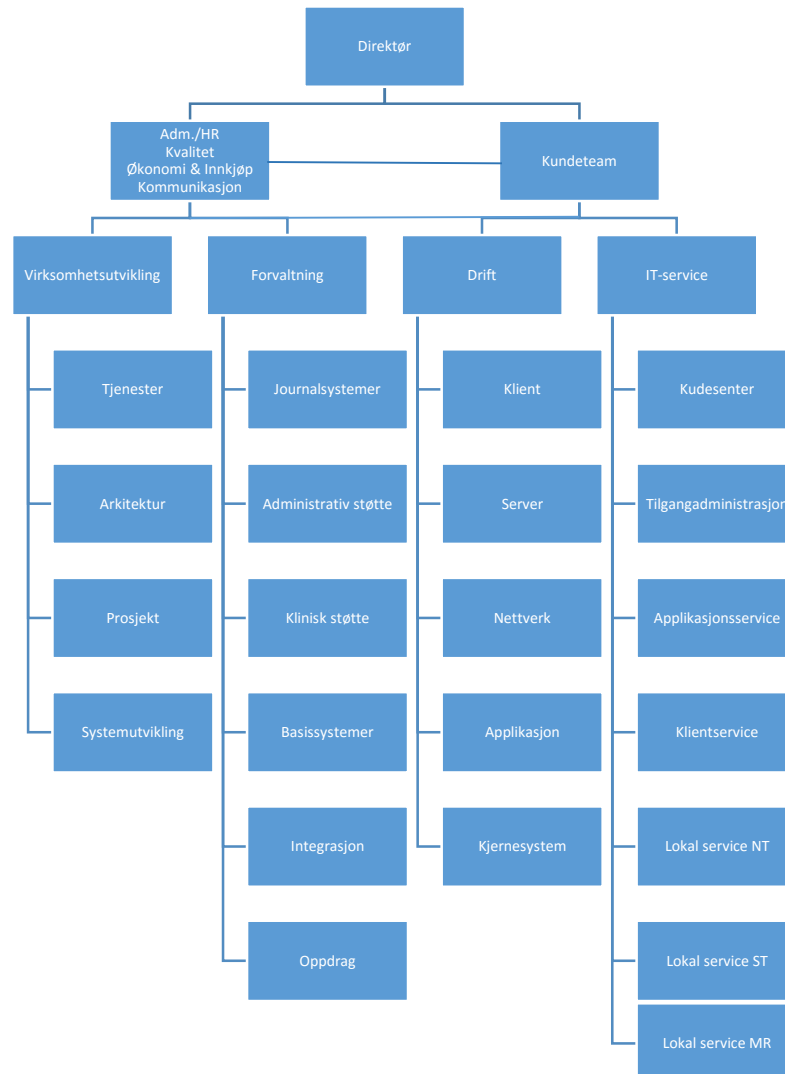 Direktør
Adm./HR
Kvalitet
Økonomi & Innkjøp
Kommunikasjon
Kundeteam
Virksomhetsutvikling
Forvaltning
Drift
IT-service
Tjenester
Journalsystemer
Klient
Kudesenter
Arkitektur
Administrativ støtte
Server
Tilgangadministrasjon
Prosjekt
Klinisk støtte
Nettverk
Applikasjonsservice
Systemutvikling
Basissystemer
Applikasjon
Klientservice
Integrasjon
Kjernesystem
Lokal service NT
Oppdrag
Lokal service ST
Lokal service MR